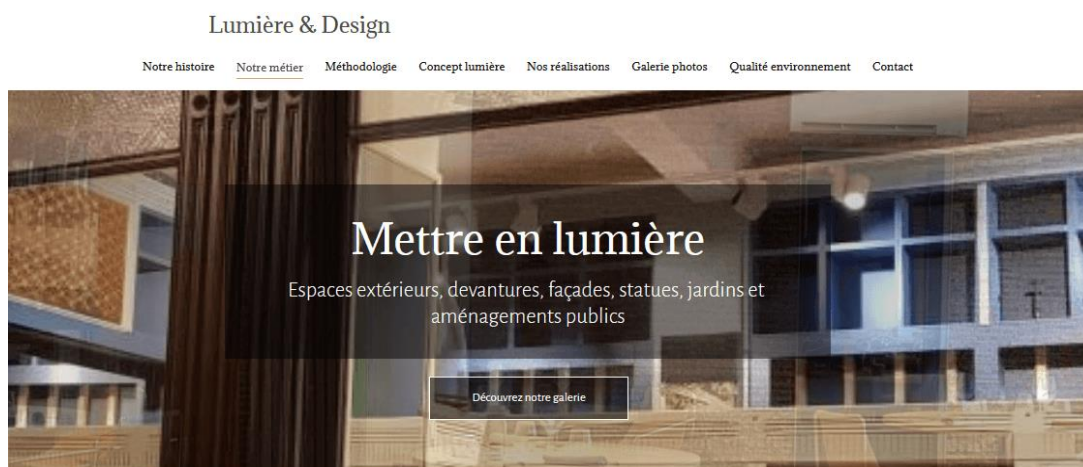 Lumière & Design
Notre histoire Notre métier Méthodologie Concept lumière Nos réalisations Galerie photos Qualité environnement Contact
Mettre en lumière
Espaces extérieurs, devantures, façades, statues, jardins et
aménagements publics
Découvrez notre galerie